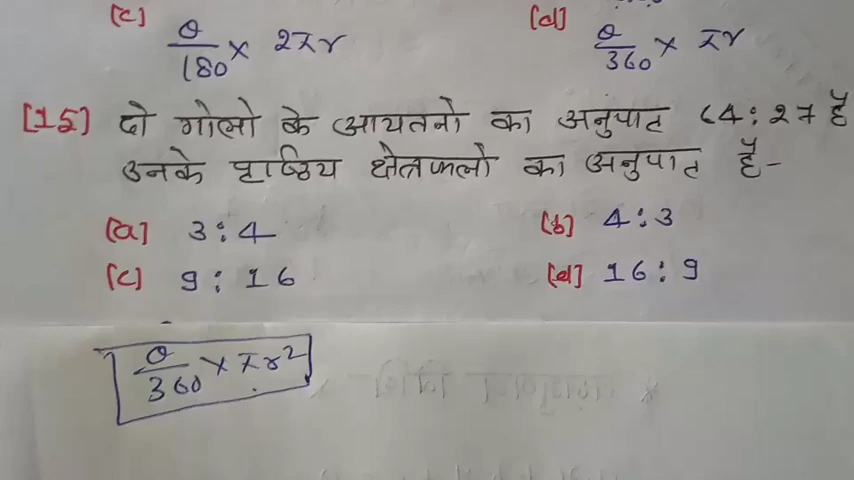 (c) θ/180 × 2πr (d) θ/360 × πr
[15] दो गोलो के आयतनो का अनुपात 64:27 है
उनके पृाष्ठिय क्षेत्रफलो का अनुपात है-
(a) 3:4 (b) 4:3
(c) 9:16 (d) 16:9
θ/360 × πr²